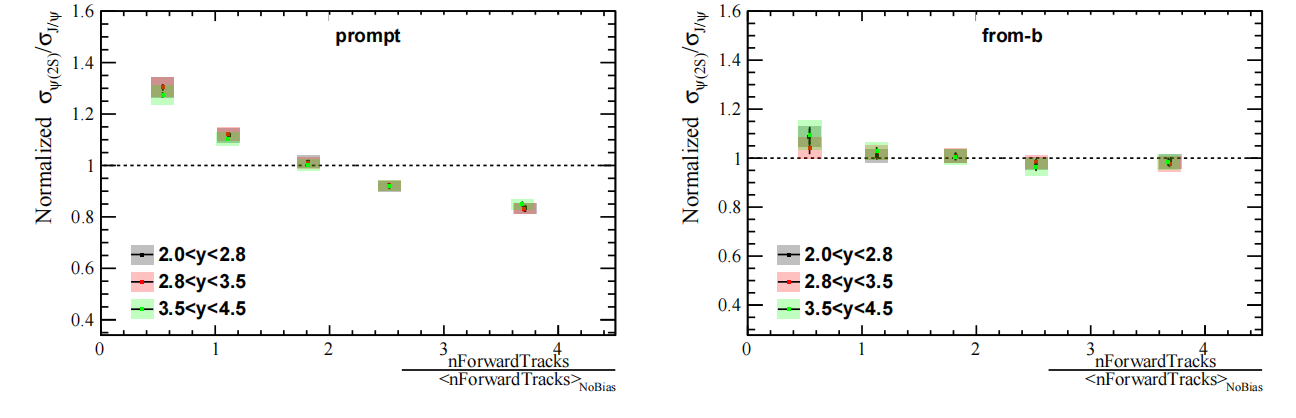 Normalized σψ(2S)/σJ/ψ
1.6
1.4
1.2
1
0.8
0.6
0.4
prompt
2.0<y<2.8
2.8<y<3.5
3.5<y<4.5
0 1 2 3 4
nForwardTracks
<nForwardTracks>NoBias
Normalized σψ(2S)/σJ/ψ
1.6
1.4
1.2
1
0.8
0.6
0.4
from-b
2.0<y<2.8
2.8<y<3.5
3.5<y<4.5
0 1 2 3 4
nForwardTracks
<nForwardTracks>NoBias